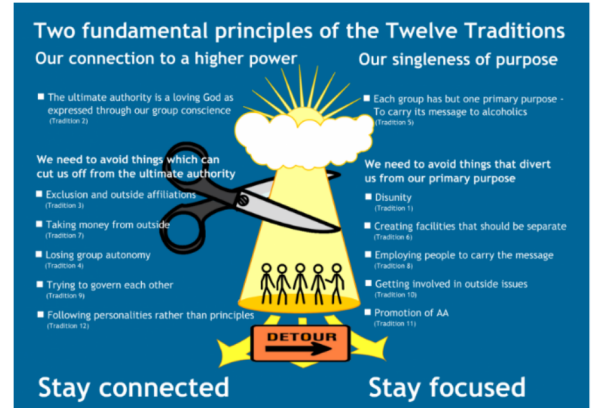 Two fundamental principles of the Twelve Traditions
Our connection to a higher power
The ultimate authority is a loving God as
expressed through our group conscience
(Tradition 2)
We need to avoid things which can
cut us off from the ultimate authority
Exclusion and outside affiliations
(Tradition 3)
Taking money from outside
(Tradition 7)
Losing group autonomy
(Tradition 4)
Trying to govern each other
(Tradition 9)
Following personalities rather than principles
(Tradition 12)
Stay connected
Our singleness of purpose
Each group has but one primary purpose -
To carry its message to alcoholics
(Tradition 5)
We need to avoid things that divert
us from our primary purpose
Disunity
(Tradition 1)
Creating facilities that should be separate
(Tradition 6)
Employing people to carry the message
(Tradition 8)
Getting involved in outside issues
(Tradition 10)
Promotion of AA
(Tradition 11)
Stay focused
DETOUR